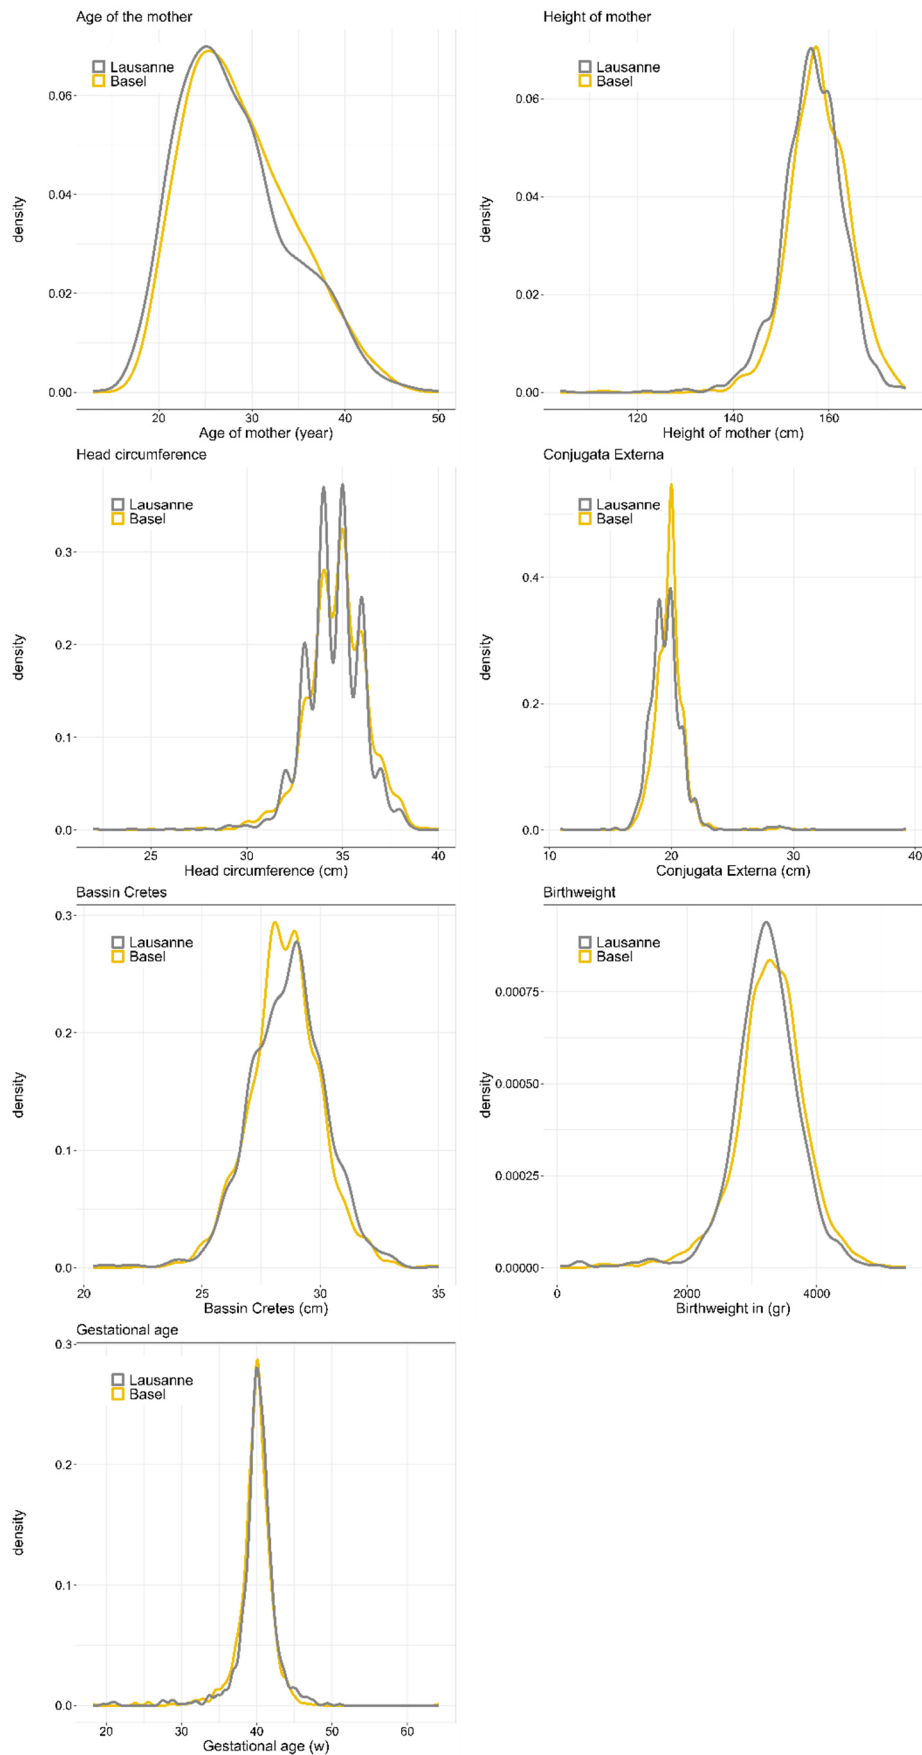 Age of the mother
Lausanne
Basel
0.06
0.04
0.02
0.00
density
20 30 40 50
Age of mother (year)
Height of mother
Lausanne
Basel
0.06
0.04
0.02
0.00
density
120 140 160
Height of mother (cm)
Head circumference
Lausanne
Basel
0.3
0.2
0.1
0.0
density
25 30 35 40
Head circumference (cm)
Conjugata Externa
Lausanne
Basel
0.4
0.2
0.0
density
10 20 30 40
Conjugata Externa (cm)
Bassin Cretes
Lausanne
Basel
0.3
0.2
0.1
0.0
density
20 25 30 35
Bassin Cretes (cm)
Birthweight
Lausanne
Basel
0.00075
0.00050
0.00025
0.00000
density
0 2000 4000
Birthweight in (gr)
Gestational age
Lausanne
Basel
0.3
0.2
0.1
0.0
density
20 30 40 50 60
Gestational age (w)